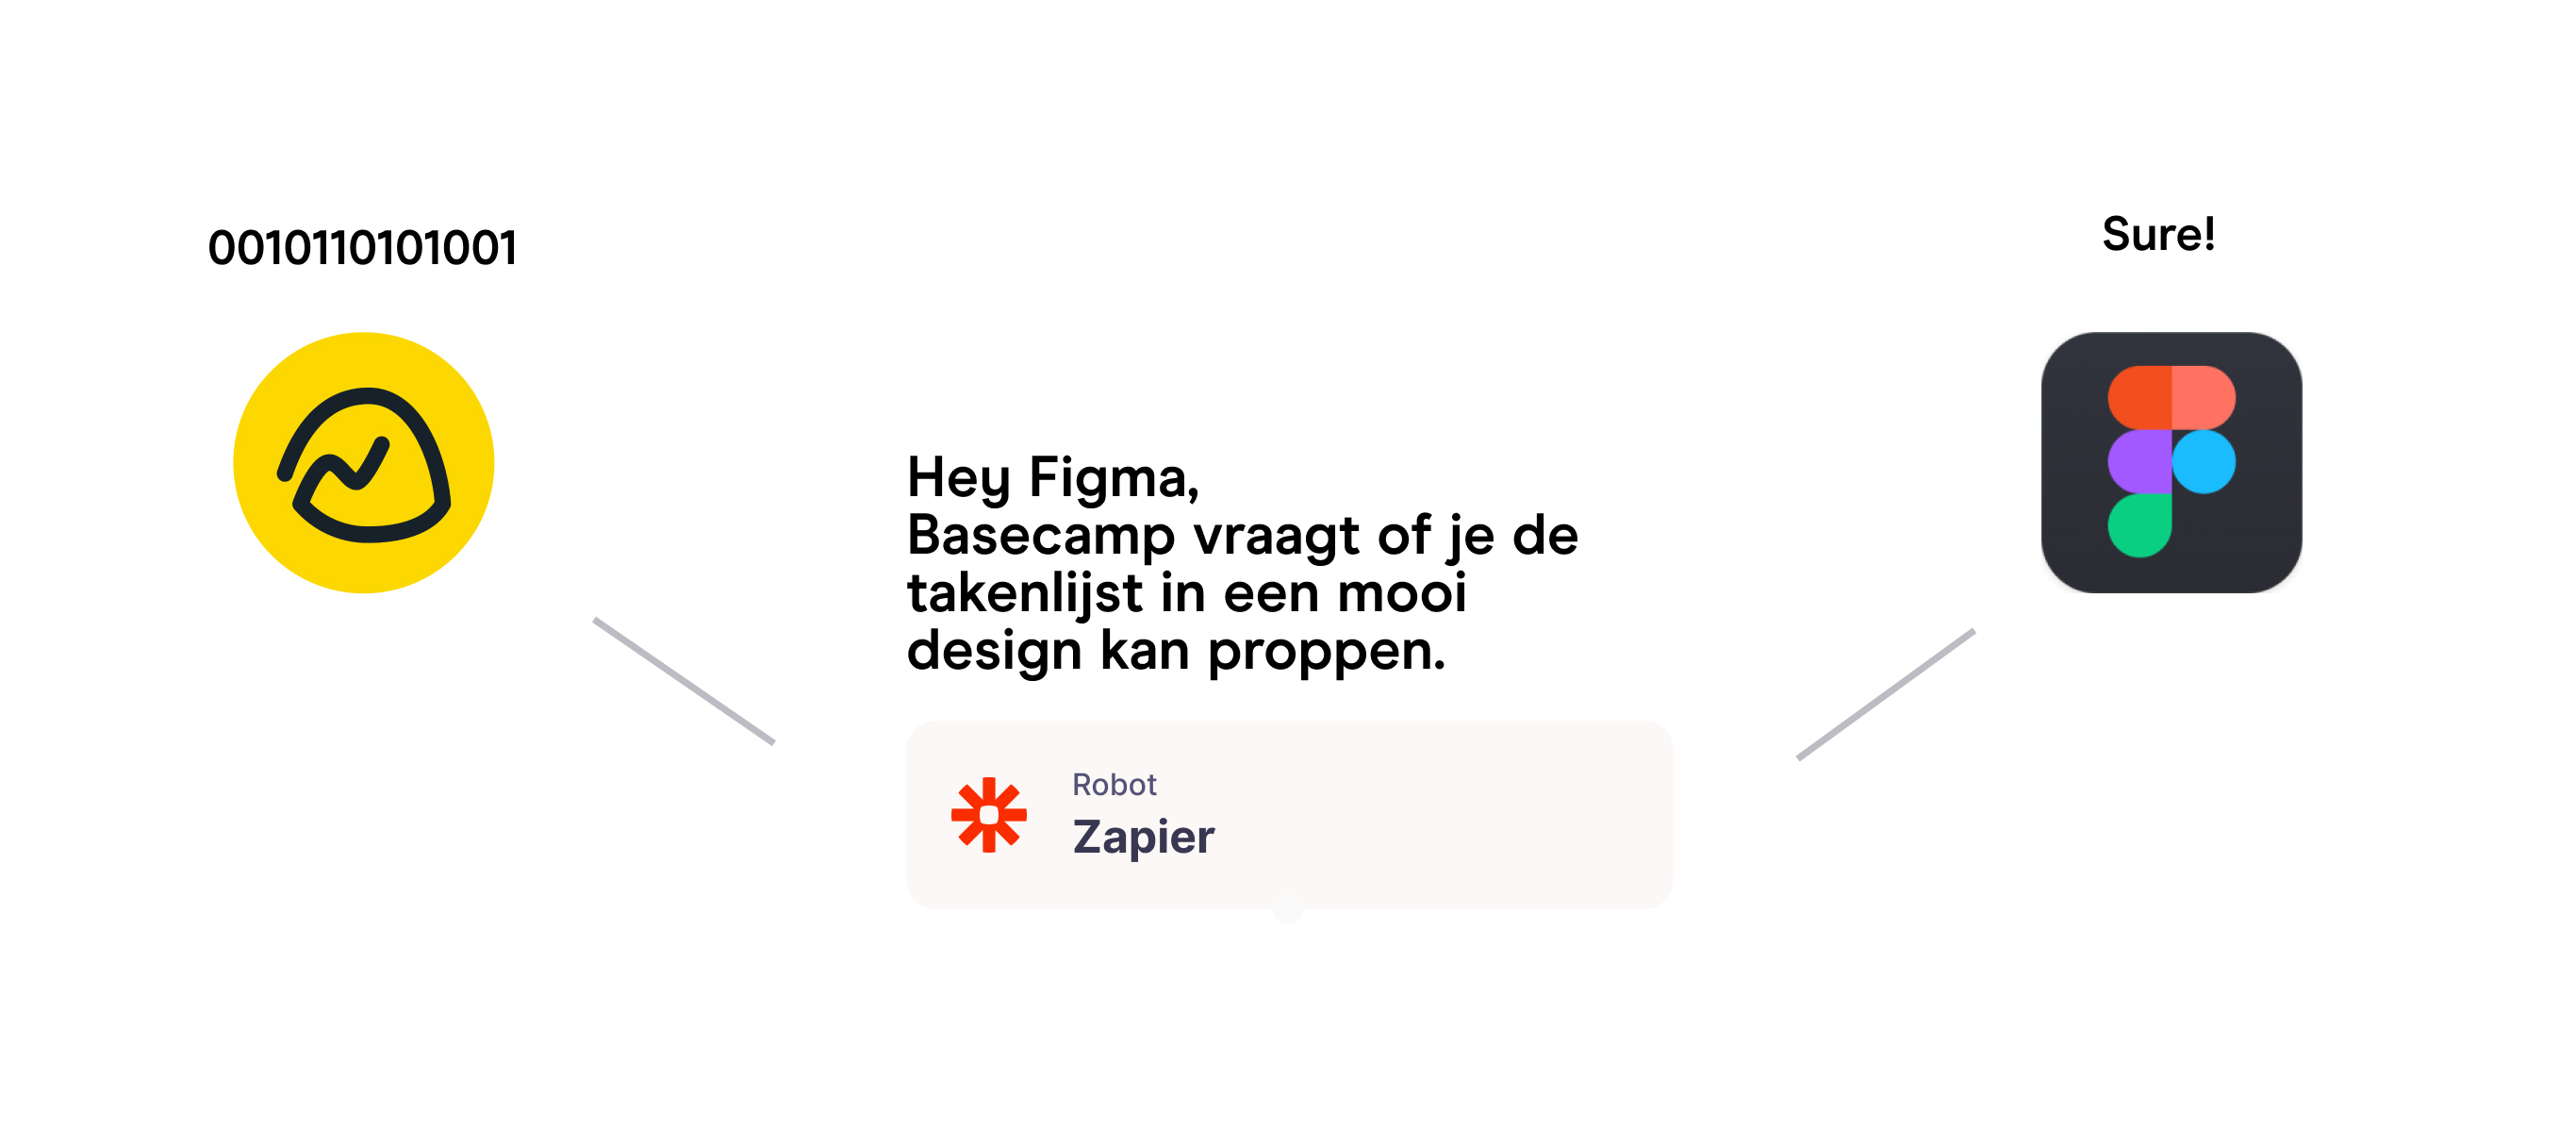 0010110101001
Sure!
Hey Figma,
Basecamp vraagt of je de
takenlijst in een mooi
design kan proppen.
Robot
Zapier